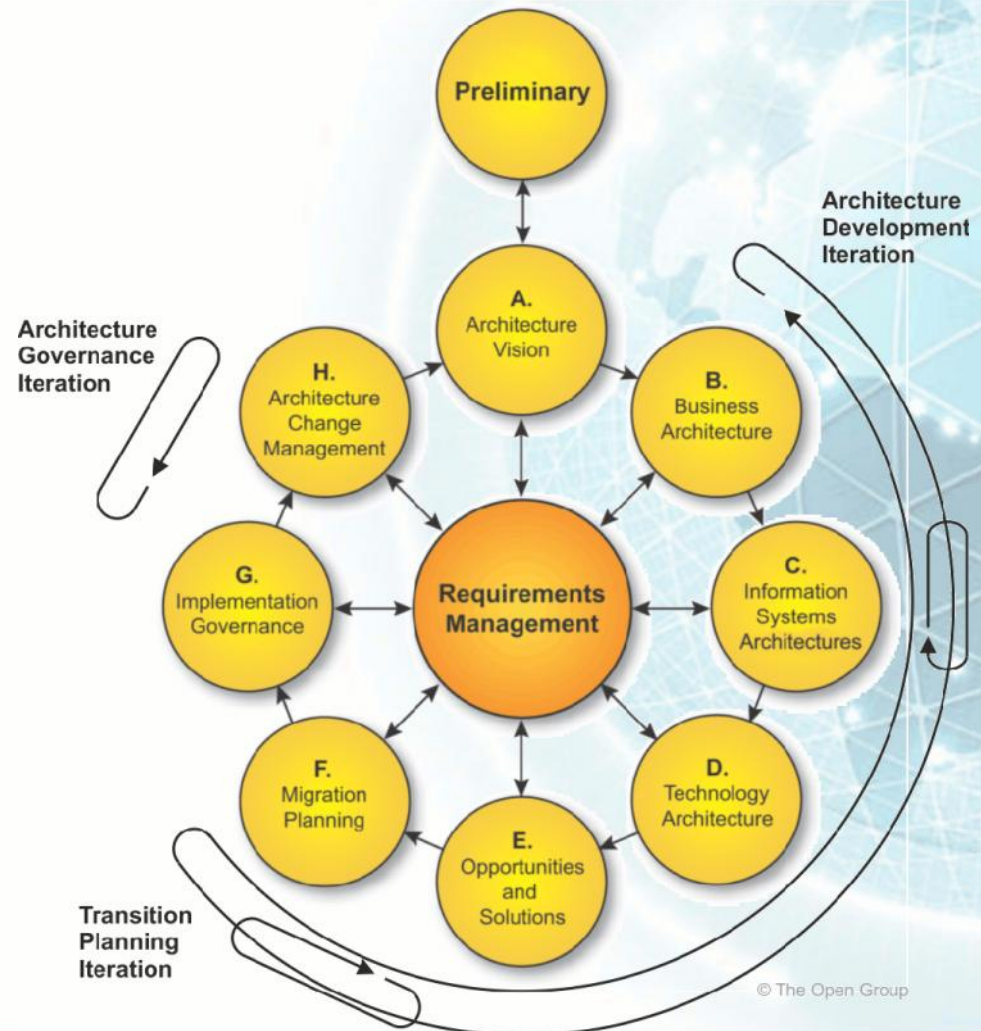 Preliminary
Architecture
Development
Iteration
A.
Architecture
Vision
Architecture
Governance
Iteration
H.
Architecture
Change
Management
B.
Business
Architecture
G.
Implementation
Governance
Requirements
Management
C.
Information
Systems
Architectures
F.
Migration
Planning
D.
Technology
Architecture
E.
Opportunities
and
Solutions
Transition
Planning
Iteration
© The Open Group